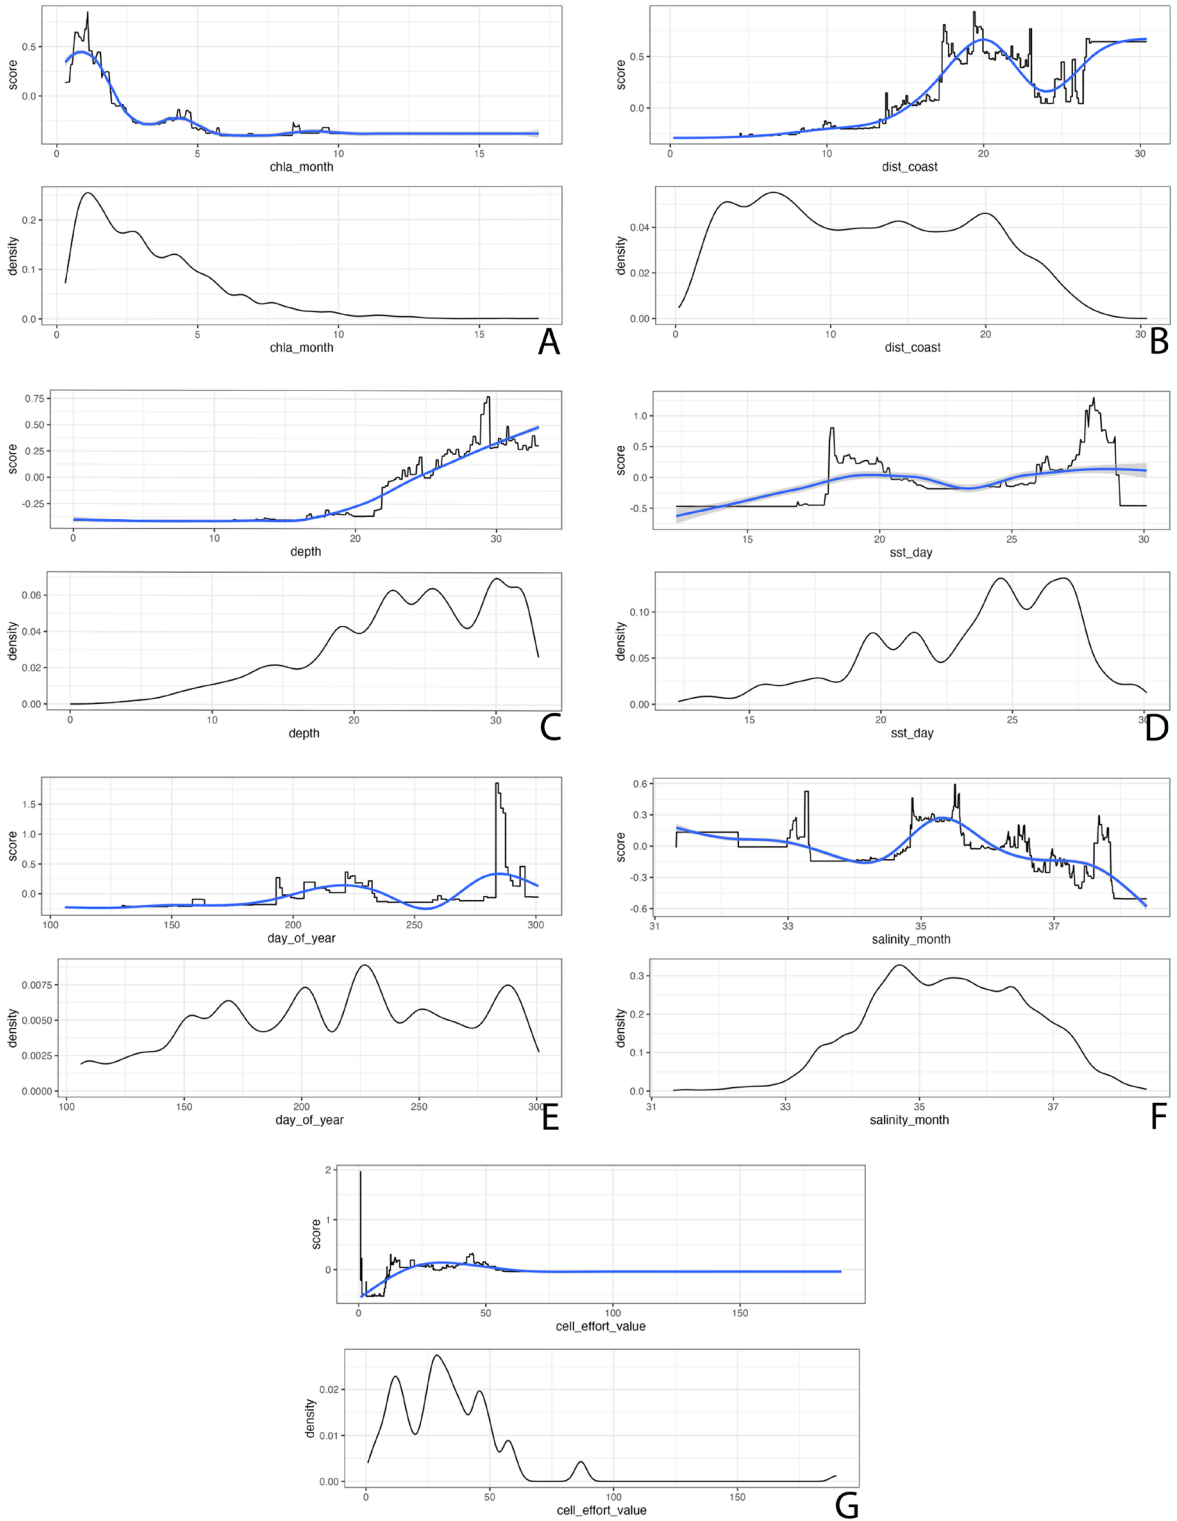 score
0.5
0.0
0 5 10 15
chla_month
density
0.2
0.1
0.0
0 5 10 15
chla_month
A
score
0.5
0.0
0 10 20 30
dist_coast
density
0.04
0.02
0.00
0 10 20 30
dist_coast
B
score
0.75
0.50
0.25
0.00
-0.25
0 10 20 30
depth
density
0.06
0.04
0.02
0.00
0 10 20 30
depth
C
score
1.0
0.5
0.0
-0.5
15 20 25 30
sst_day
density
0.10
0.05
0.00
15 20 25 30
sst_day
D
score
1.5
1.0
0.5
0.0
100 150 200 250 300
day_of_year
density
0.0075
0.0050
0.0025
0.0000
100 150 200 250 300
day_of_year
E
score
0.6
0.3
0.0
-0.3
-0.6
31 33 35 37
salinity_month
density
0.3
0.2
0.1
0.0
31 33 35 37
salinity_month
F
score
2
1
0
0 50 100 150
cell_effort_value
density
0.02
0.01
0.00
0 50 100 150
cell_effort_value
G